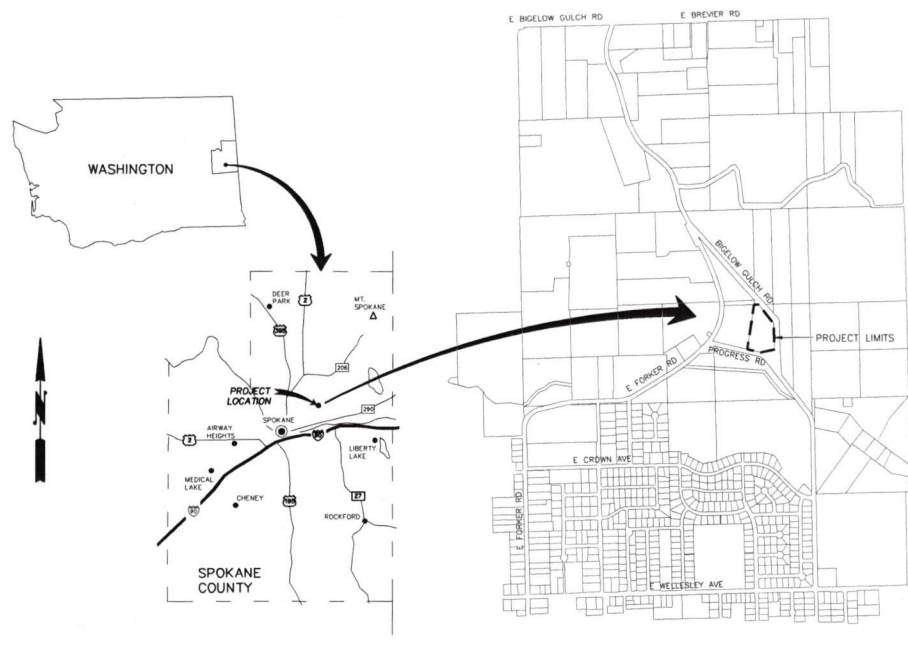 WASHINGTON
N
DEER
PARK
2
MT.
SPOKANE
395
206
PROJECT
LOCATION
290
SPOKANE
AIRWAY
HEIGHTS
2
90
LIBERTY
LAKE
MEDICAL
LAKE
90
CHENEY
195
27
ROCKFORD
SPOKANE
COUNTY
E BIGELOW GULCH RD
E BREVIER RD
BIGELOW GULCH RD
PROJECT LIMITS
PROGRESS RD
E FORKER RD
E CROWN AVE
E FORKER RD
E WELLESLEY AVE